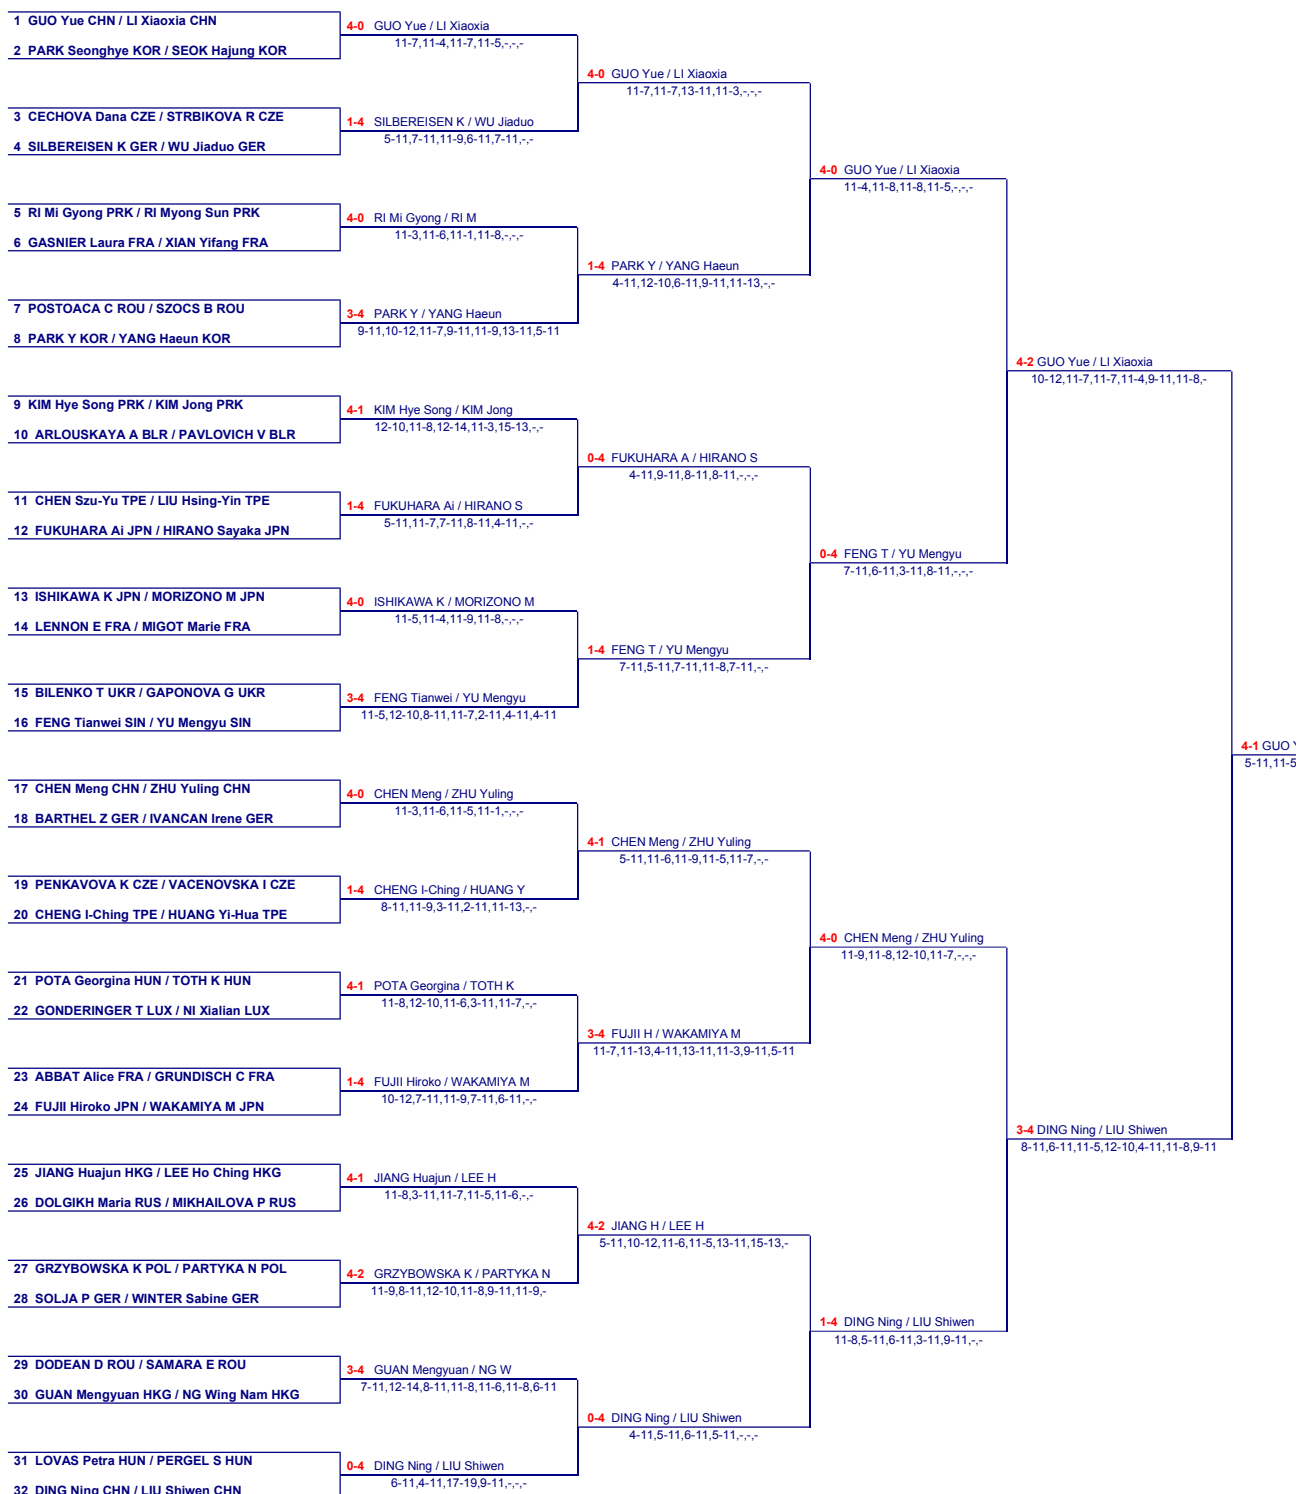 1 GUO Yue CHN / LI Xiaoxia CHN
2 PARK Seonghye KOR / SEOK Hajung KOR
3 CECHOVA Dana CZE / STRBIKOVA R CZE
4 SILBEREISEN K GER / WU Jiaduo GER
5 RI Mi Gyong PRK / RI Myong Sun PRK
6 GASNIER Laura FRA / XIAN Yifang FRA
7 POSTOACA C ROU / SZOCS B ROU
8 PARK Y KOR / YANG Haeun KOR
9 KIM Hye Song PRK / KIM Jong PRK
10 ARLOUSKAYA A BLR / PAVLOVICH V BLR
11 CHEN Szu-Yu TPE / LIU Hsing-Yin TPE
12 FUKUHARA Ai JPN / HIRANO Sayaka JPN
13 ISHIKAWA K JPN / MORIZONO M JPN
14 LENNON E FRA / MIGOT Marie FRA
15 BILENKO T UKR / GAPONOVA G UKR
16 FENG Tianwei SIN / YU Mengyu SIN
17 CHEN Meng CHN / ZHU Yuling CHN
18 BARTHEL Z GER / IVANCAN Irene GER
19 PENKAVOVA K CZE / VACENOVSKA I CZE
20 CHENG I-Ching TPE / HUANG Yi-Hua TPE
21 POTA Georgina HUN / TOTH K HUN
22 GONDERINGER T LUX / NI Xialian LUX
23 ABBAT Alice FRA / GRUNDISCH C FRA
24 FUJII Hiroko JPN / WAKAMIYA M JPN
25 JIANG Huajun HKG / LEE Ho Ching HKG
26 DOLGIKH Maria RUS / MIKHAILOVA P RUS
27 GRZYBOWSKA K POL / PARTYKA N POL
28 SOLJA P GER / WINTER Sabine GER
29 DODEAN D ROU / SAMARA E ROU
30 GUAN Mengyuan HKG / NG Wing Nam HKG
31 LOVAS Petra HUN / PERGEL S HUN
32 DING Ning CHN / LIU Shiwen CHN
4-0 GUO Yue / LI Xiaoxia
11-7,11-4,11-7,11-5,-,-,-
1-4 SILBEREISEN K / WU Jiaduo
5-11,7-11,11-9,6-11,7-11,-,-
4-0 RI Mi Gyong / RI M
11-3,11-6,11-1,11-8,-,-,-
3-4 PARK Y / YANG Haeun
9-11,10-12,11-7,9-11,11-9,13-11,5-11
4-1 KIM Hye Song / KIM Jong
12-10,11-8,12-14,11-3,15-13,-,-
1-4 FUKUHARA Ai / HIRANO S
5-11,11-7,7-11,8-11,4-11,-,-
4-0 ISHIKAWA K / MORIZONO M
11-5,11-4,11-9,11-8,-,-,-
3-4 FENG Tianwei / YU Mengyu
11-5,12-10,8-11,11-7,2-11,4-11,4-11
4-0 CHEN Meng / ZHU Yuling
11-3,11-6,11-5,11-1,-,-,-
1-4 CHENG I-Ching / HUANG Y
8-11,11-9,3-11,2-11,11-13,-,-
4-1 POTA Georgina / TOTH K
11-8,12-10,11-6,3-11,11-7,-,-
1-4 FUJII Hiroko / WAKAMIYA M
10-12,7-11,11-9,7-11,6-11,-,-
4-1 JIANG Huajun / LEE H
11-8,3-11,11-7,11-5,11-6,-,-
4-2 GRZYBOWSKA K / PARTYKA N
11-9,8-11,12-10,11-8,9-11,11-9,-
3-4 GUAN Mengyuan / NG W
7-11,12-14,8-11,11-8,11-6,11-8,6-11
0-4 DING Ning / LIU Shiwen
6-11,4-11,17-19,9-11,-,-,-
4-0 GUO Yue / LI Xiaoxia
11-7,11-7,13-11,11-3,-,-,-
1-4 PARK Y / YANG Haeun
4-11,12-10,6-11,9-11,11-13,-,-
0-4 FUKUHARA A / HIRANO S
4-11,9-11,8-11,8-11,-,-,-
1-4 FENG T / YU Mengyu
7-11,5-11,7-11,11-8,7-11,-,-
4-1 CHEN Meng / ZHU Yuling
5-11,11-6,11-9,11-5,11-7,-,-
3-4 FUJII H / WAKAMIYA M
11-7,11-13,4-11,13-11,11-3,9-11,5-11
4-2 JIANG H / LEE H
5-11,10-12,11-6,11-5,13-11,15-13,-
0-4 DING Ning / LIU Shiwen
4-11,5-11,6-11,5-11,-,-,-
4-0 GUO Yue / LI Xiaoxia
11-4,11-8,11-8,11-5,-,-,-
0-4 FENG T / YU Mengyu
7-11,6-11,3-11,8-11,-,-,-
4-0 CHEN Meng / ZHU Yuling
11-9,11-8,12-10,11-7,-,-,-
1-4 DING Ning / LIU Shiwen
11-8,5-11,6-11,3-11,9-11,-,-
4-2 GUO Yue / LI Xiaoxia
10-12,11-7,11-7,11-4,9-11,11-8,-
3-4 DING Ning / LIU Shiwen
8-11,6-11,11-5,12-10,4-11,11-8,9-11
4-1 GUO Y
5-11,11-5